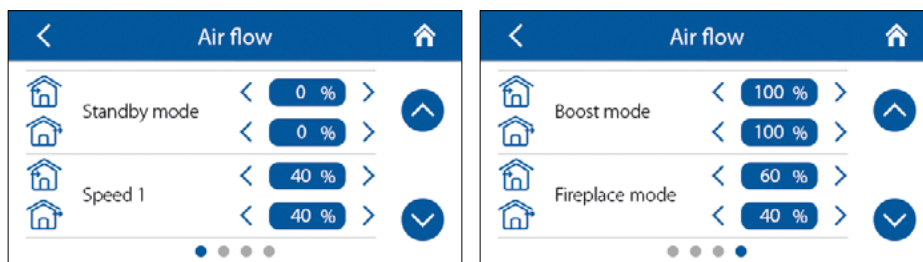 Air flow
Standby mode
0 %
0 %
Speed 1
40 %
40 %
Air flow
Boost mode
100 %
100 %
Fireplace mode
60 %
40 %